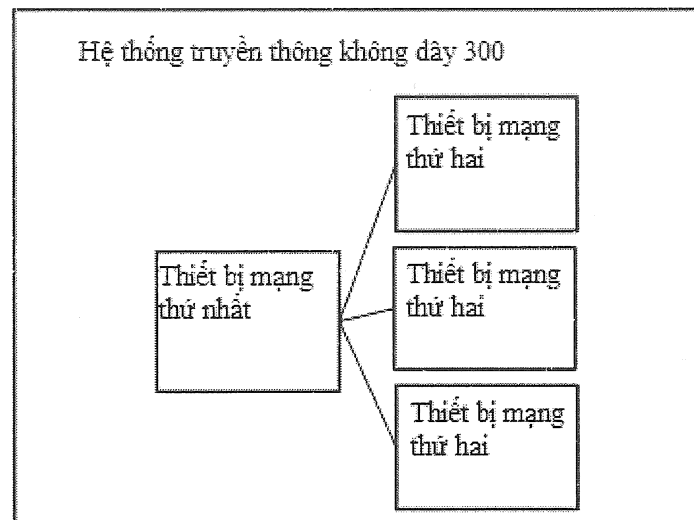 Hệ thống truyền thông không dây 300
Thiết bị mạng
thứ hai
Thiết bị mạng
thứ nhất
Thiết bị mạng
thứ hai
Thiết bị mạng
thứ hai